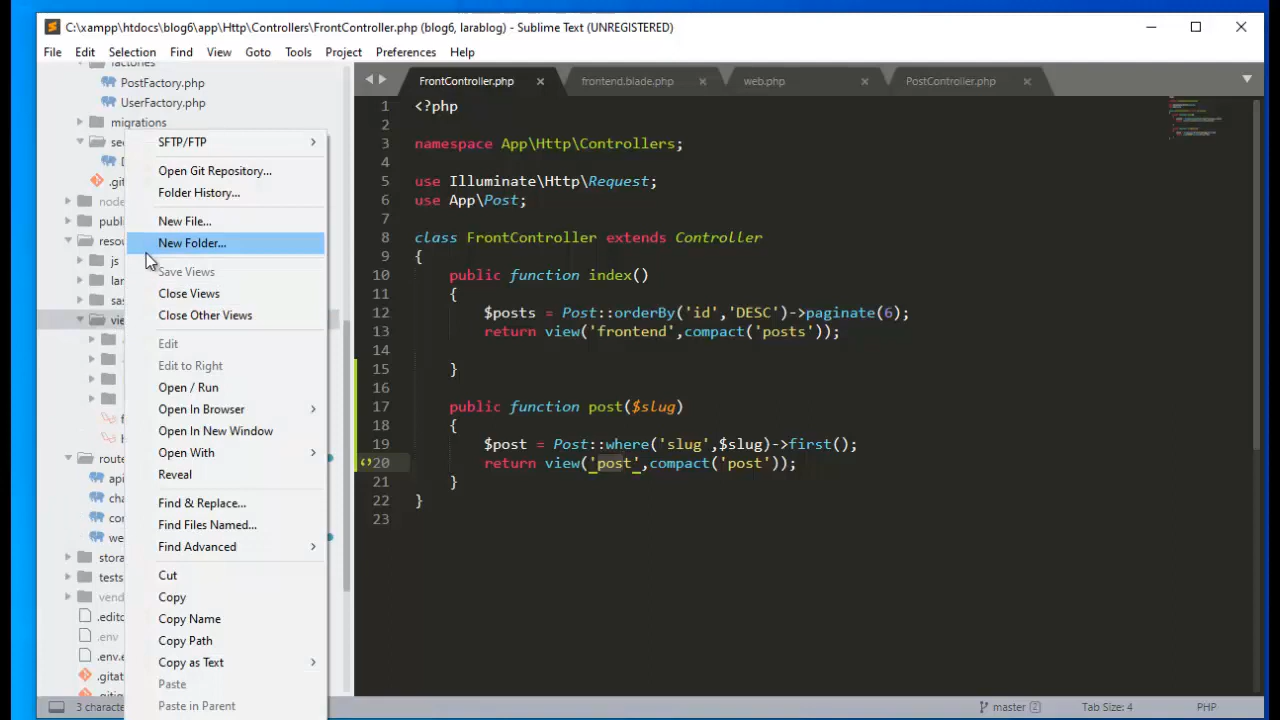 C:\xampp\htdocs\blog6\app\Http\Controllers\FrontController.php (blog6, larablog) - Sublime Text (UNREGISTERED)
File Edit Selection Find View Goto Tools Project Preferences Help
factories
PostFactory.php
UserFactory.php
migrations
SFTP/FTP
Open Git Repository...
Folder History...
New File...
New Folder...
js
Save Views
Close Views
Close Other Views
Edit
Edit to Right
Open / Run
Open In Browser
Open In New Window
Open With
Reveal
Find & Replace...
Find Files Named...
Find Advanced
Cut
Copy
Copy Name
Copy Path
Copy as Text
Paste
Paste in Parent
tests
.env
FrontController.php frontend.blade.php web.php PostController.php
1 <?php
2
3 namespace App\Http\Controllers;
4
5 use Illuminate\Http\Request;
6 use App\Post;
7
8 class FrontController extends Controller
9 {
10 public function index()
11 {
12 $posts = Post::orderBy('id','DESC')->paginate(6);
13 return view('frontend',compact('posts'));
14
15 }
16
17 public function post($slug)
18 {
19 $post = Post::where('slug',$slug)->first();
20 return view('post',compact('post'));
21 }
22 }
23
master 2 Tab Size: 4 PHP